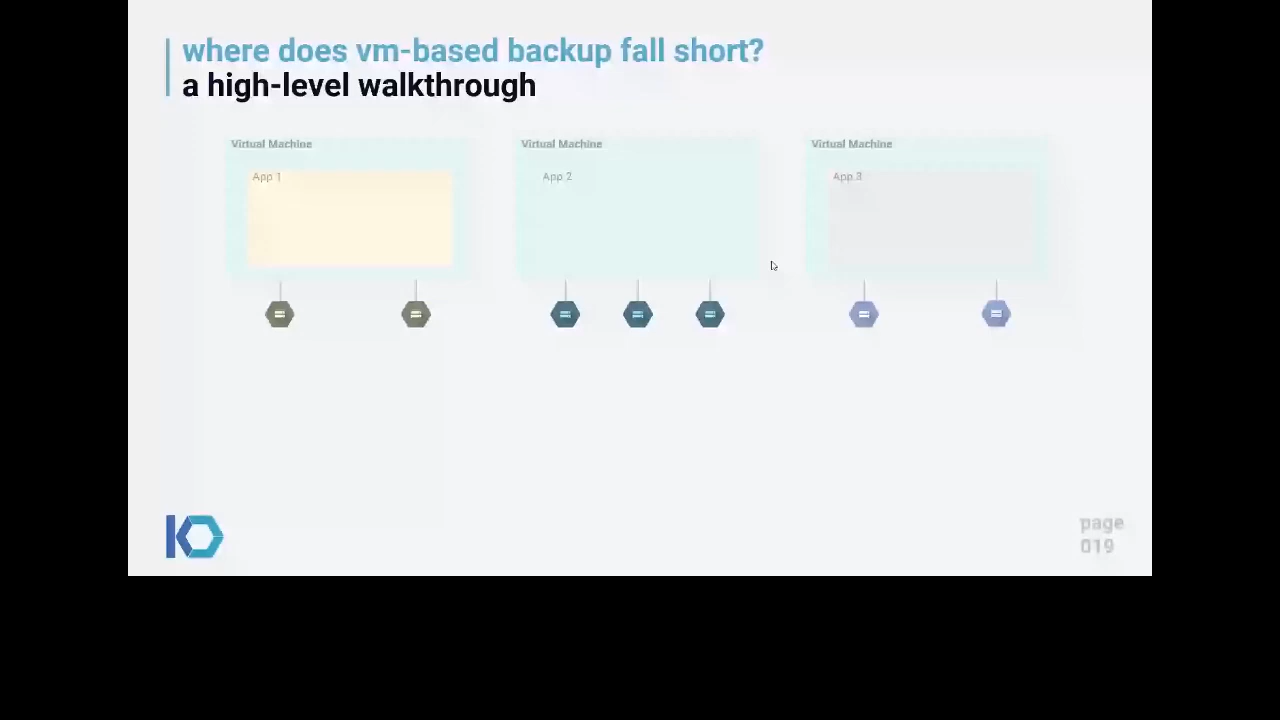 where does vm-based backup fall short?
a high-level walkthrough
Virtual Machine
App 1
Virtual Machine
App 2
Virtual Machine
App 3
page
019